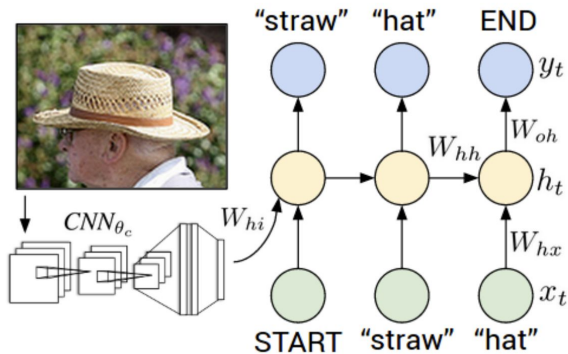 “straw” “hat” END
y_t
W_oh
W_hh
h_t
CNN_θc
W_hi
W_hx
x_t
START “straw” “hat”